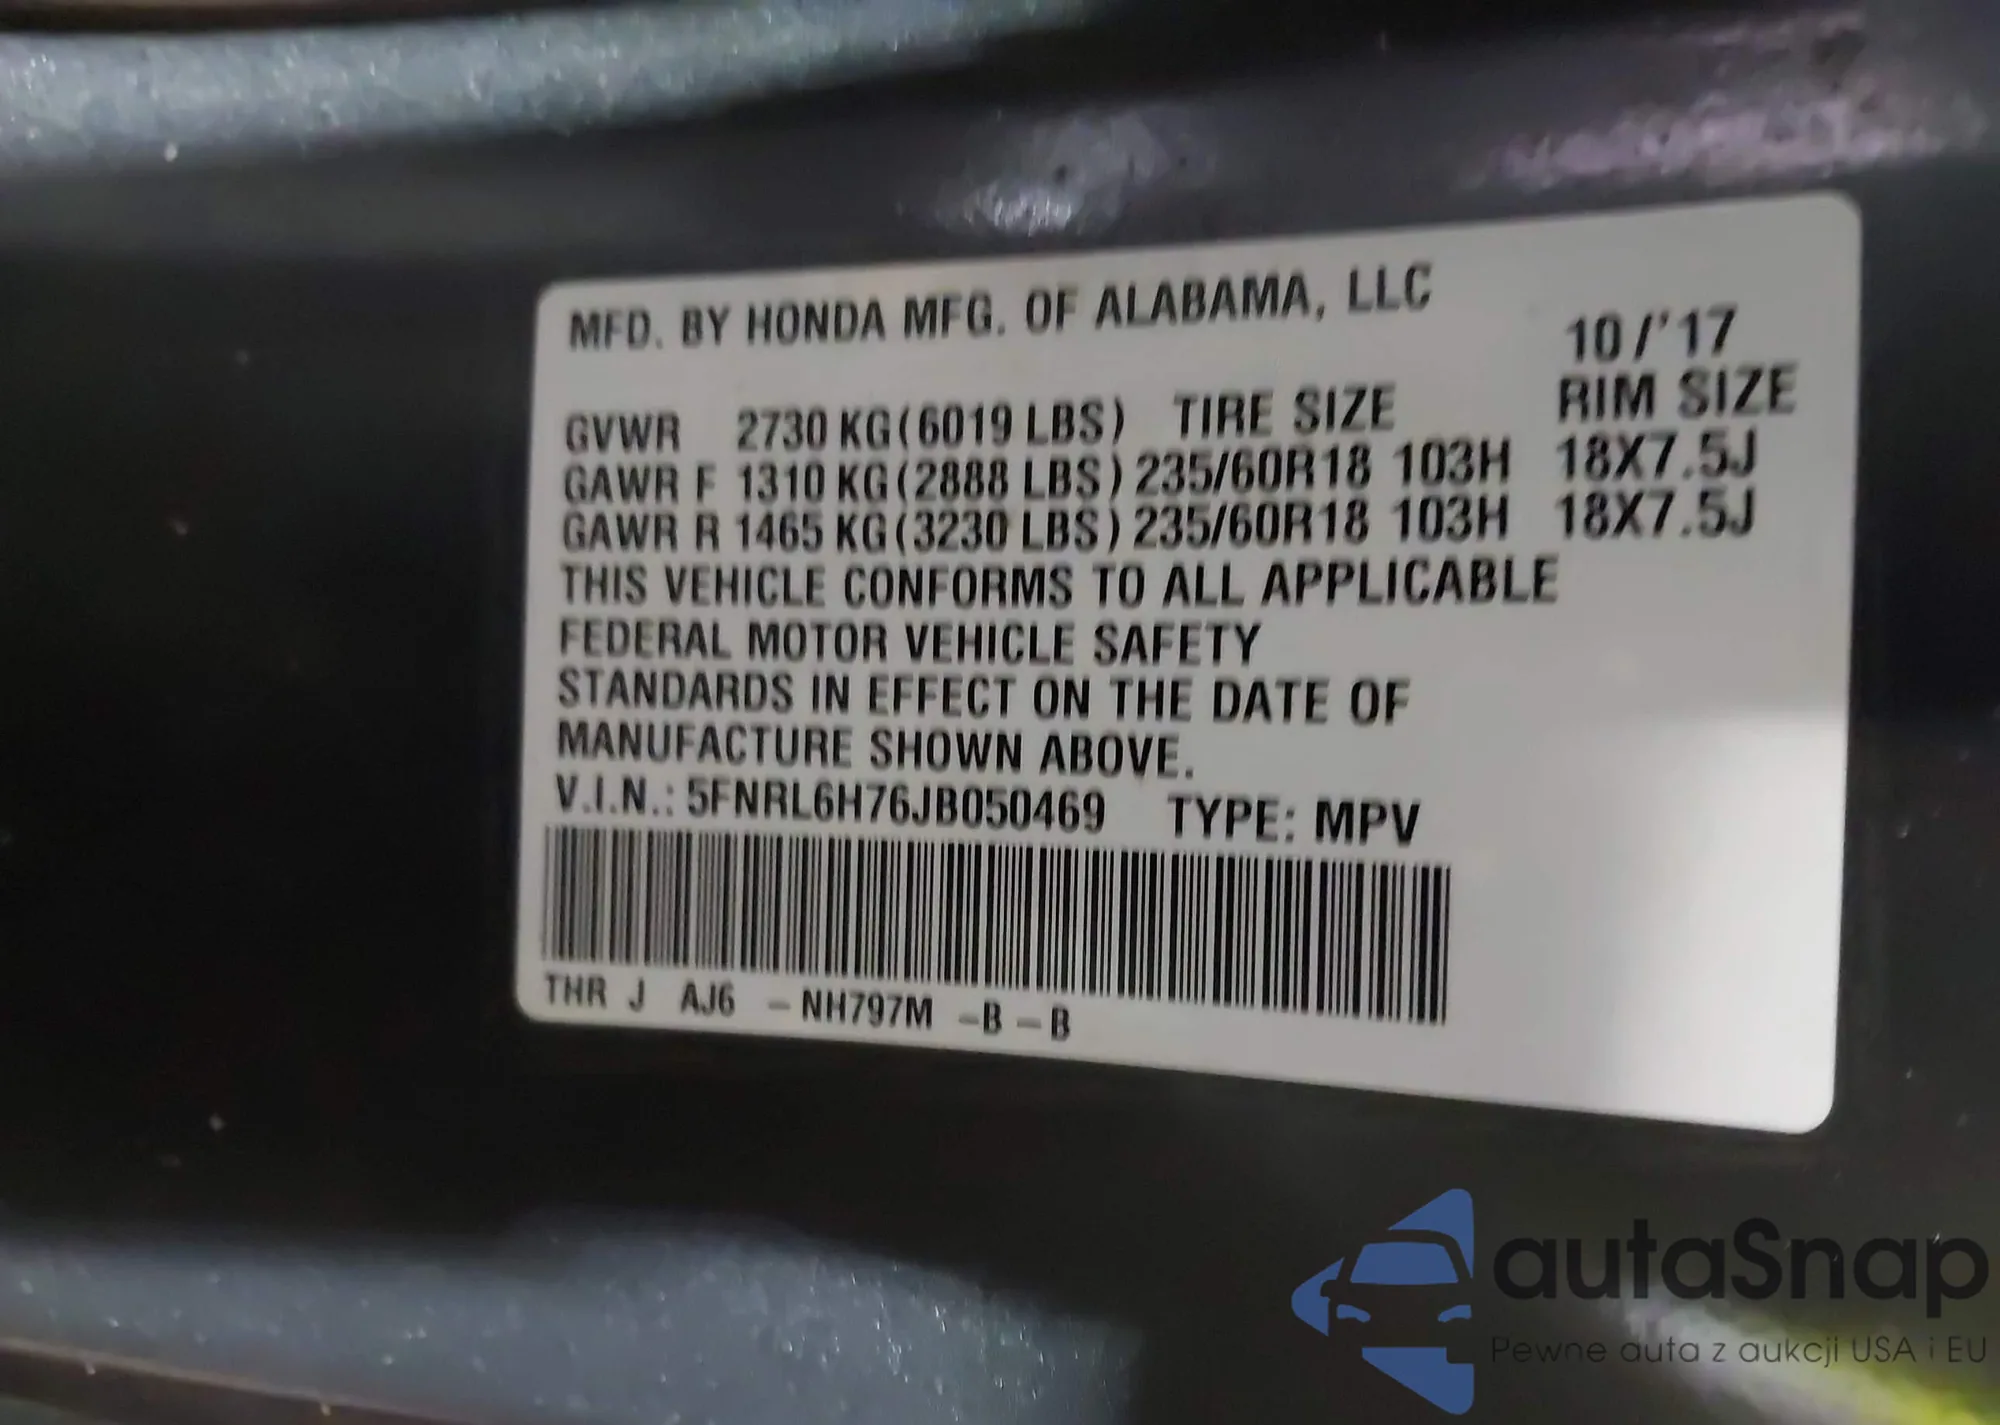 MFD. BY HONDA MFG. OF ALABAMA, LLC
10/'17
GVWR 2730 KG(6019 LBS) TIRE SIZE RIM SIZE
GAWR F 1310 KG(2888 LBS) 235/60R18 103H 18X7.5J
GAWR R 1465 KG(3230 LBS) 235/60R18 103H 18X7.5J
THIS VEHICLE CONFORMS TO ALL APPLICABLE
FEDERAL MOTOR VEHICLE SAFETY
STANDARDS IN EFFECT ON THE DATE OF
MANUFACTURE SHOWN ABOVE.
V.I.N.: 5FNRL6H76JB050469 TYPE: MPV
THR J AJ6 -NH797M -B-B
autaSnap
Pewne auta z aukcji USA i EU